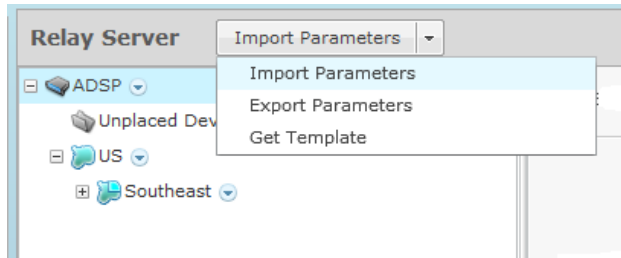 Relay Server
Import Parameters
Import Parameters
Export Parameters
Get Template
ADSP
Unplaced Dev
US
Southeast